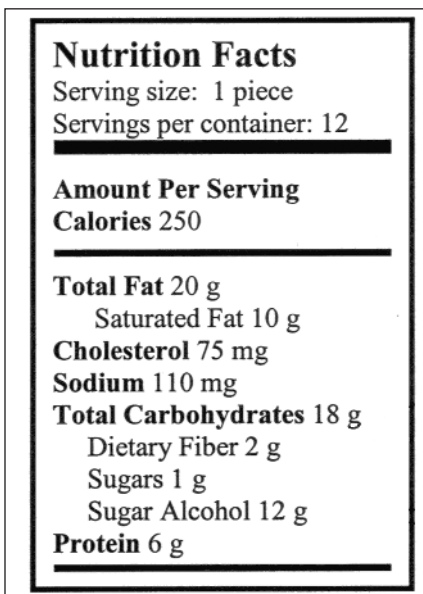 Nutrition Facts
Serving size: 1 piece
Servings per container: 12
Amount Per Serving
Calories 250
Total Fat 20 g
Saturated Fat 10 g
Cholesterol 75 mg
Sodium 110 mg
Total Carbohydrates 18 g
Dietary Fiber 2 g
Sugars 1 g
Sugar Alcohol 12 g
Protein 6 g